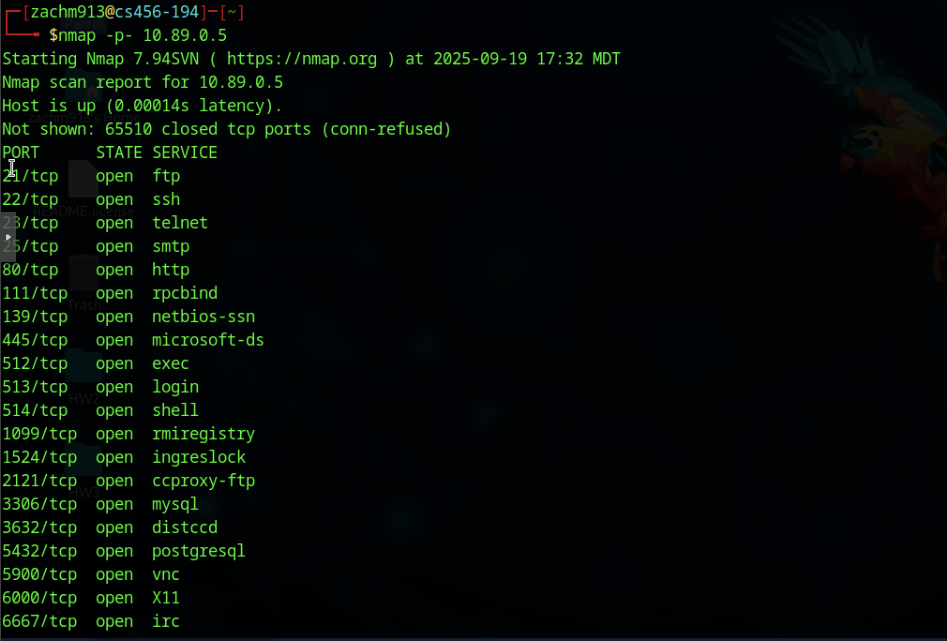 ┌─[zachm913@cs456-194]─[~]
└──╼ $nmap -p- 10.89.0.5
Starting Nmap 7.94SVN ( https://nmap.org ) at 2025-09-19 17:32 MDT
Nmap scan report for 10.89.0.5
Host is up (0.00014s latency).
Not shown: 65510 closed tcp ports (conn-refused)
PORT     STATE SERVICE
21/tcp   open  ftp
22/tcp   open  ssh
README.license
23/tcp   open  telnet
25/tcp   open  smtp
80/tcp   open  http
111/tcp  open  rpcbind
Trash
139/tcp  open  netbios-ssn
445/tcp  open  microsoft-ds
512/tcp  open  exec
513/tcp  open  login
HW2
514/tcp  open  shell
1099/tcp open  rmiregistry
1524/tcp open  ingreslock
2121/tcp open  ccproxy-ftp
HW3
3306/tcp open  mysql
3632/tcp open  distccd
5432/tcp open  postgresql
5900/tcp open  vnc
6000/tcp open  X11
6667/tcp open  irc